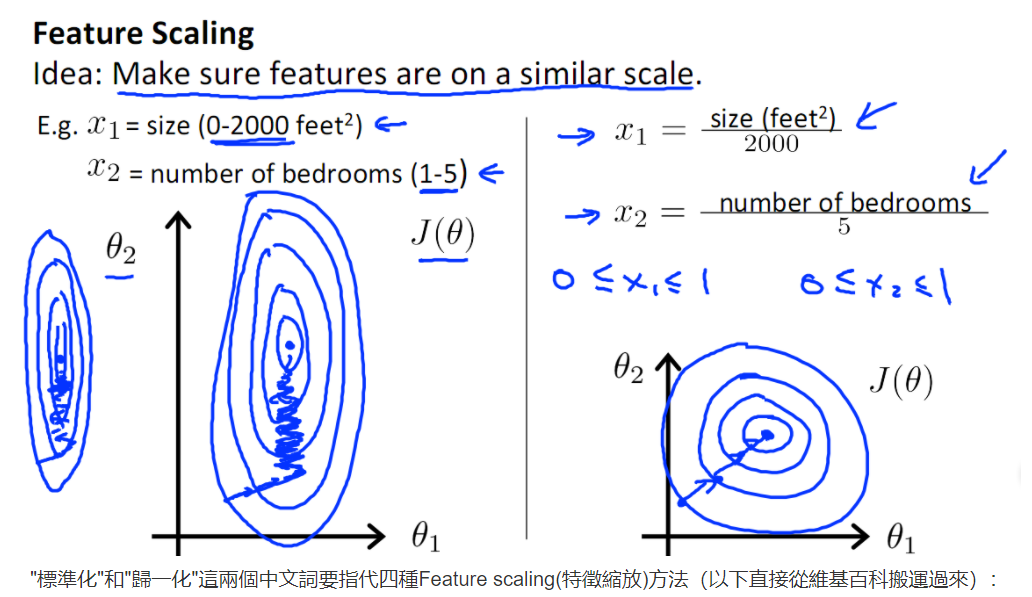 Feature Scaling
Idea: Make sure features are on a similar scale.
E.g. x₁ = size (0-2000 feet²)
x₂ = number of bedrooms (1-5)
θ₂
J(θ)
θ₁
x₁ = size (feet²) / 2000
x₂ = number of bedrooms / 5
0 ≤ x₁ ≤ 1
0 ≤ x₂ ≤ 1
θ₂
J(θ)
θ₁
"標準化"和"歸一化"這兩個中文詞要指代四種Feature scaling(特徵縮放)方法（以下直接從維基百科搬運過來）: